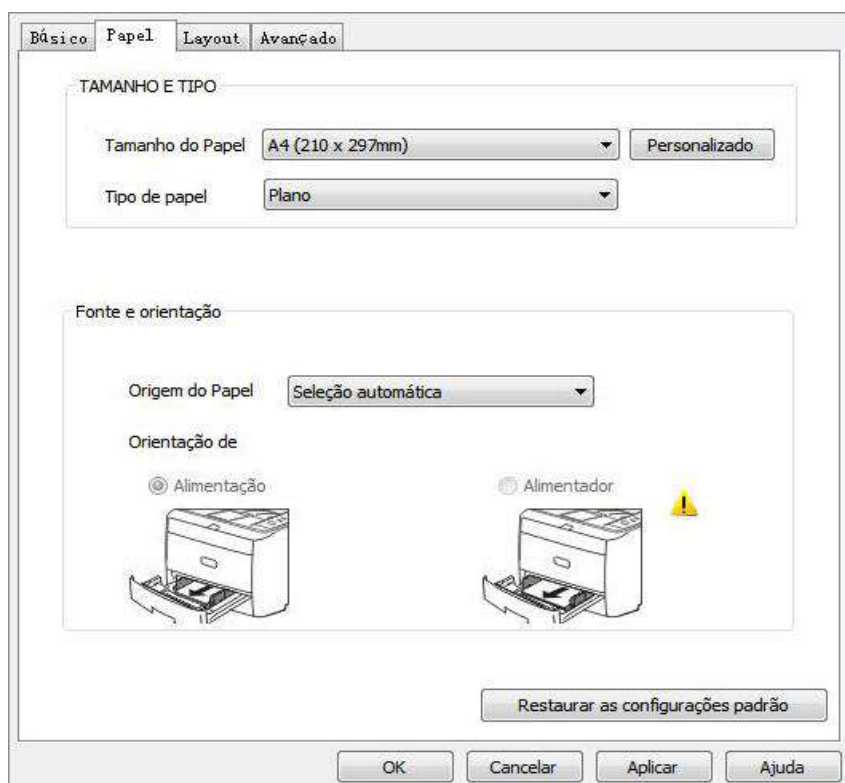 Básico Papel Layout Avançado
TAMANHO E TIPO
Tamanho do Papel A4 (210 x 297mm) Personalizado
Tipo de papel Plano
Fonte e orientação
Origem do Papel Seleção automática
Orientação de
Alimentação Alimentador
Restaurar as configurações padrão
OK Cancelar Aplicar Ajuda